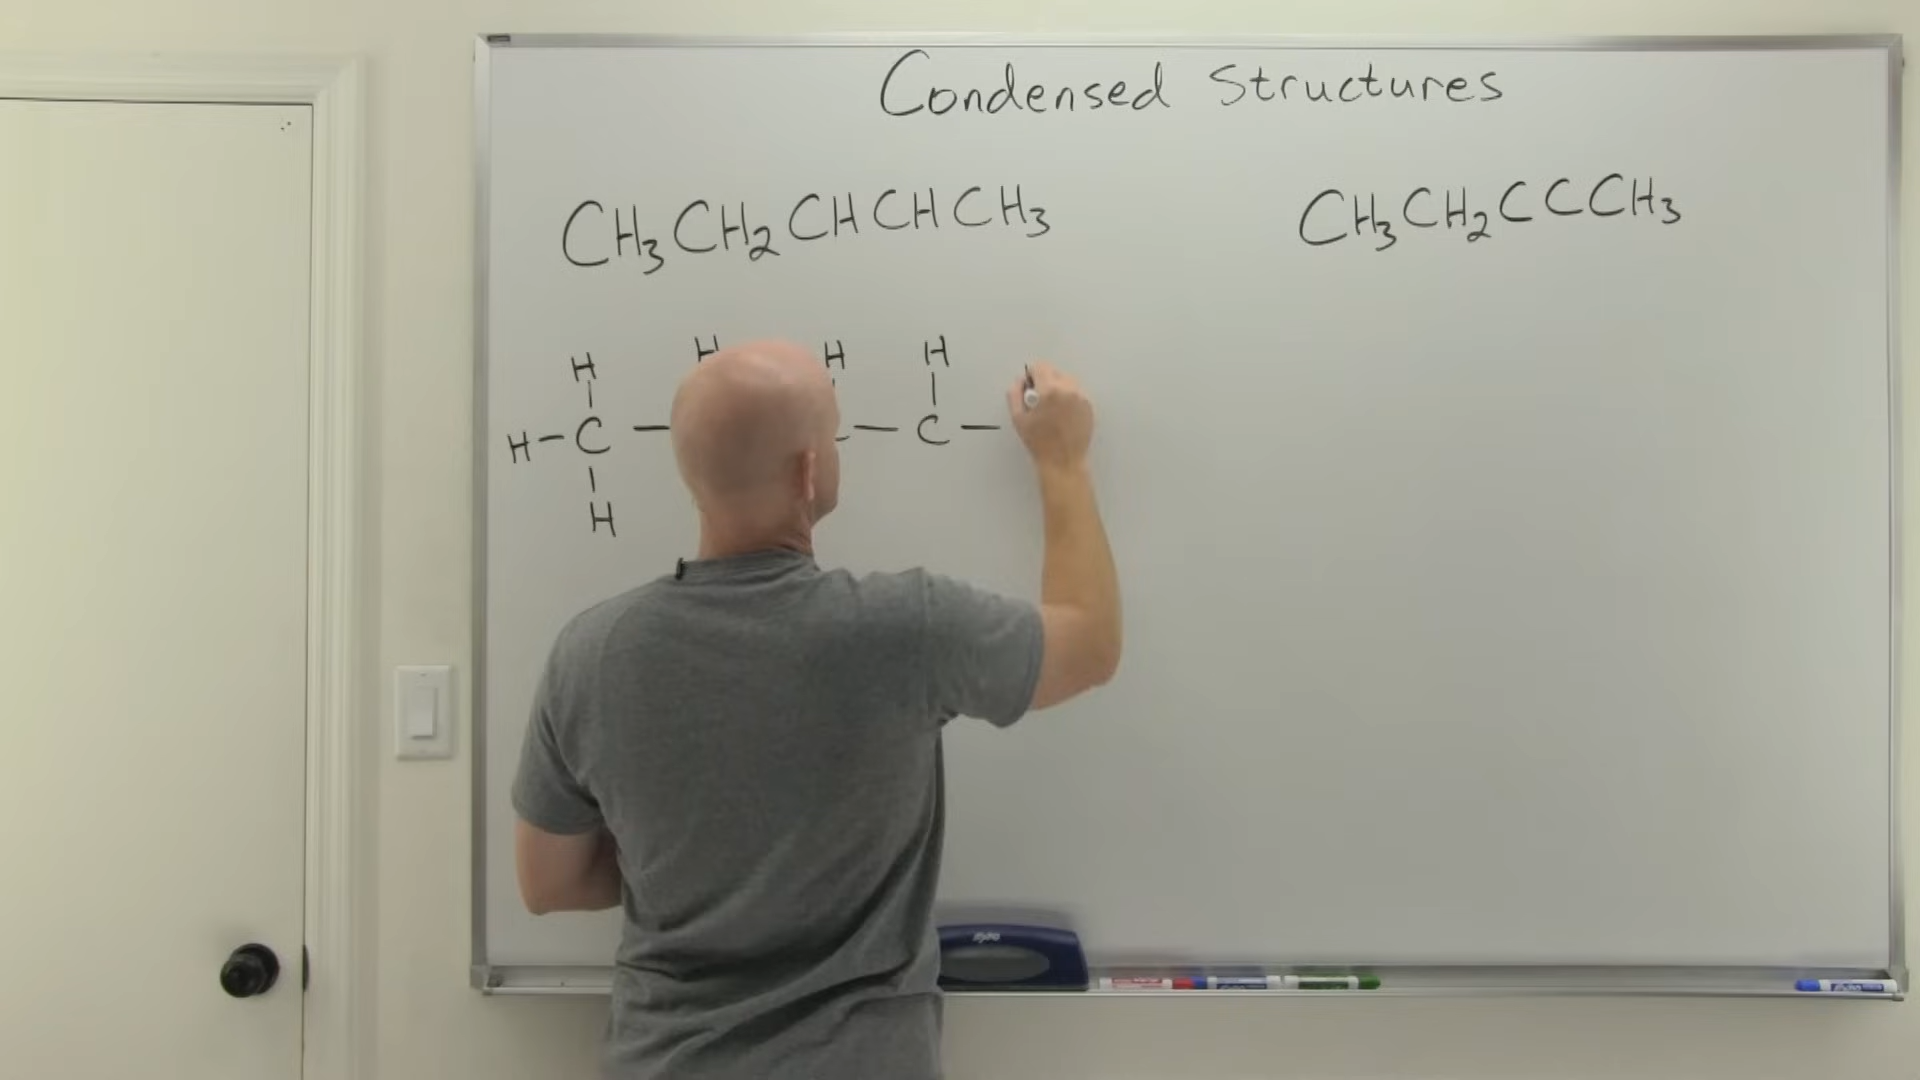 Condensed Structures
CH₃CH₂CHCHCH₃
CH₃CH₂CCCH₃
H H H H
H–C — — C —
H